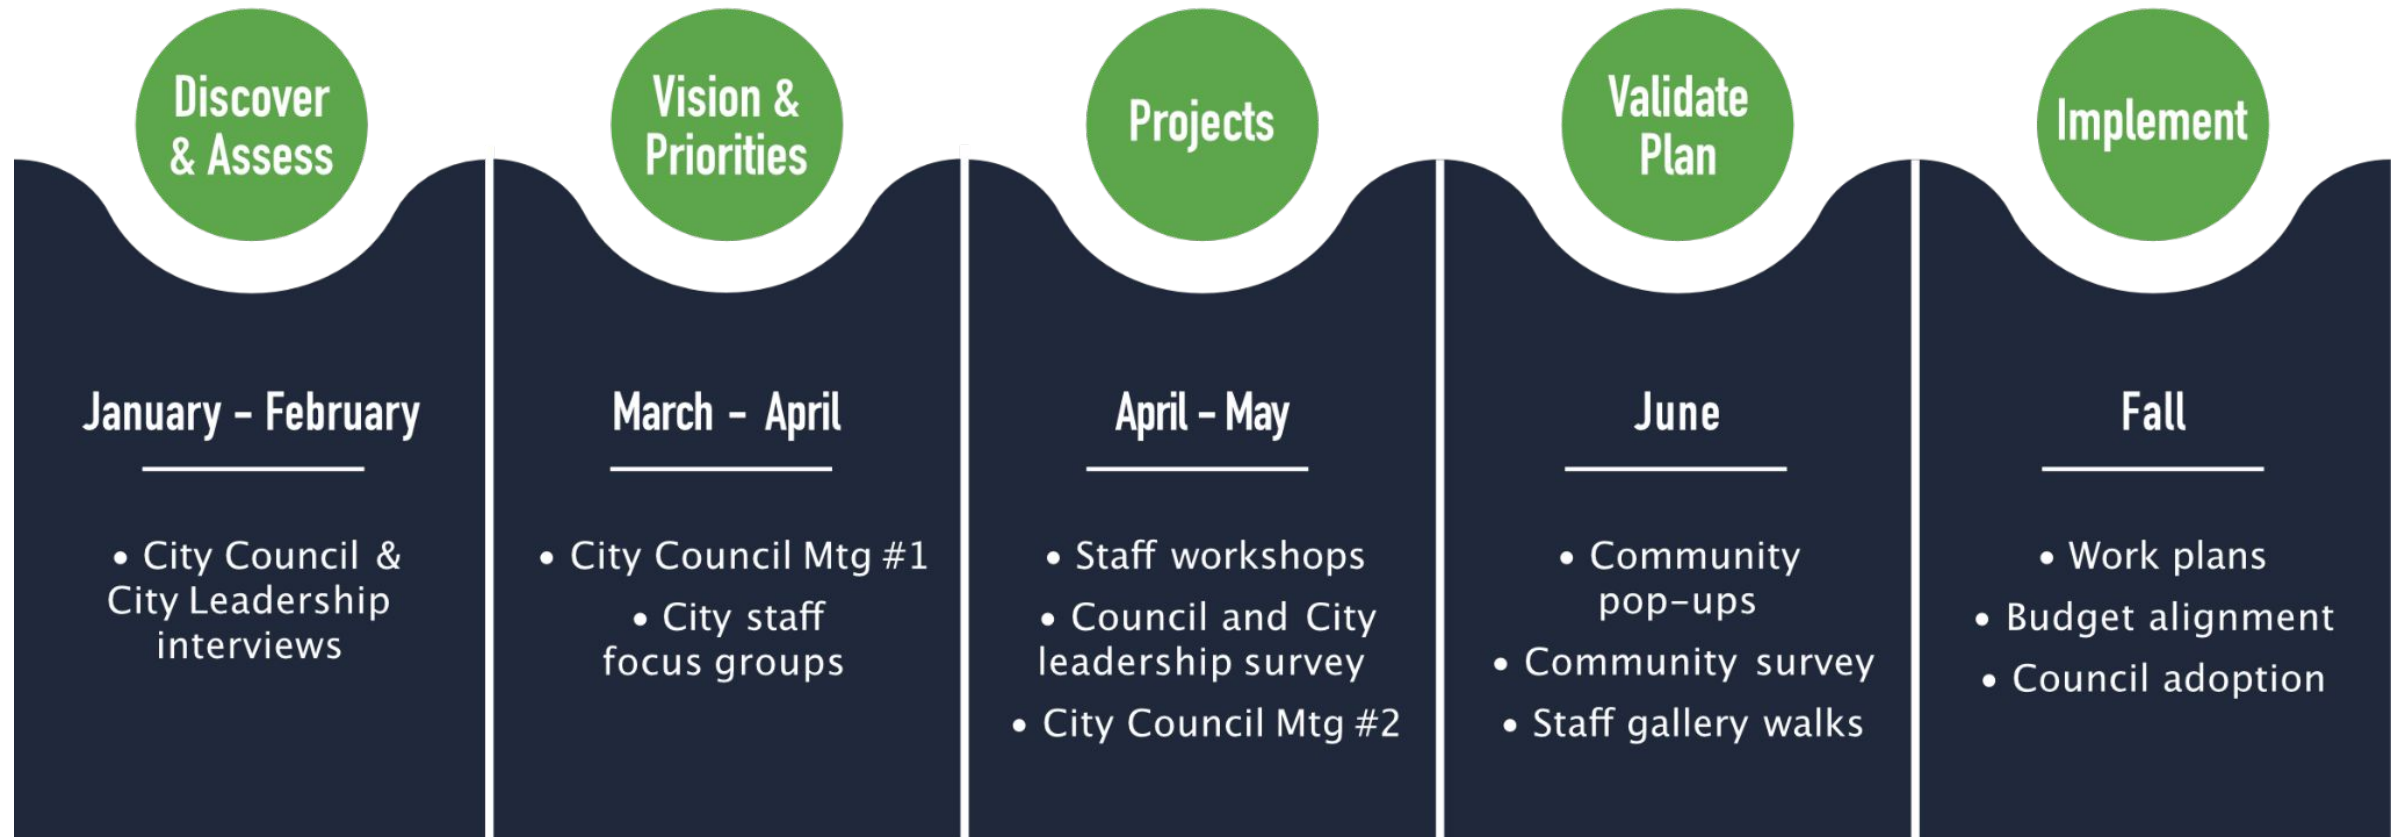 Discover
& Assess
January - February
• City Council &
City Leadership
interviews
Vision &
Priorities
March - April
• City Council Mtg #1
• City staff
focus groups
Projects
April - May
• Staff workshops
• Council and City
leadership survey
• City Council Mtg #2
Validate
Plan
June
• Community
pop-ups
• Community survey
• Staff gallery walks
Implement
Fall
• Work plans
• Budget alignment
• Council adoption